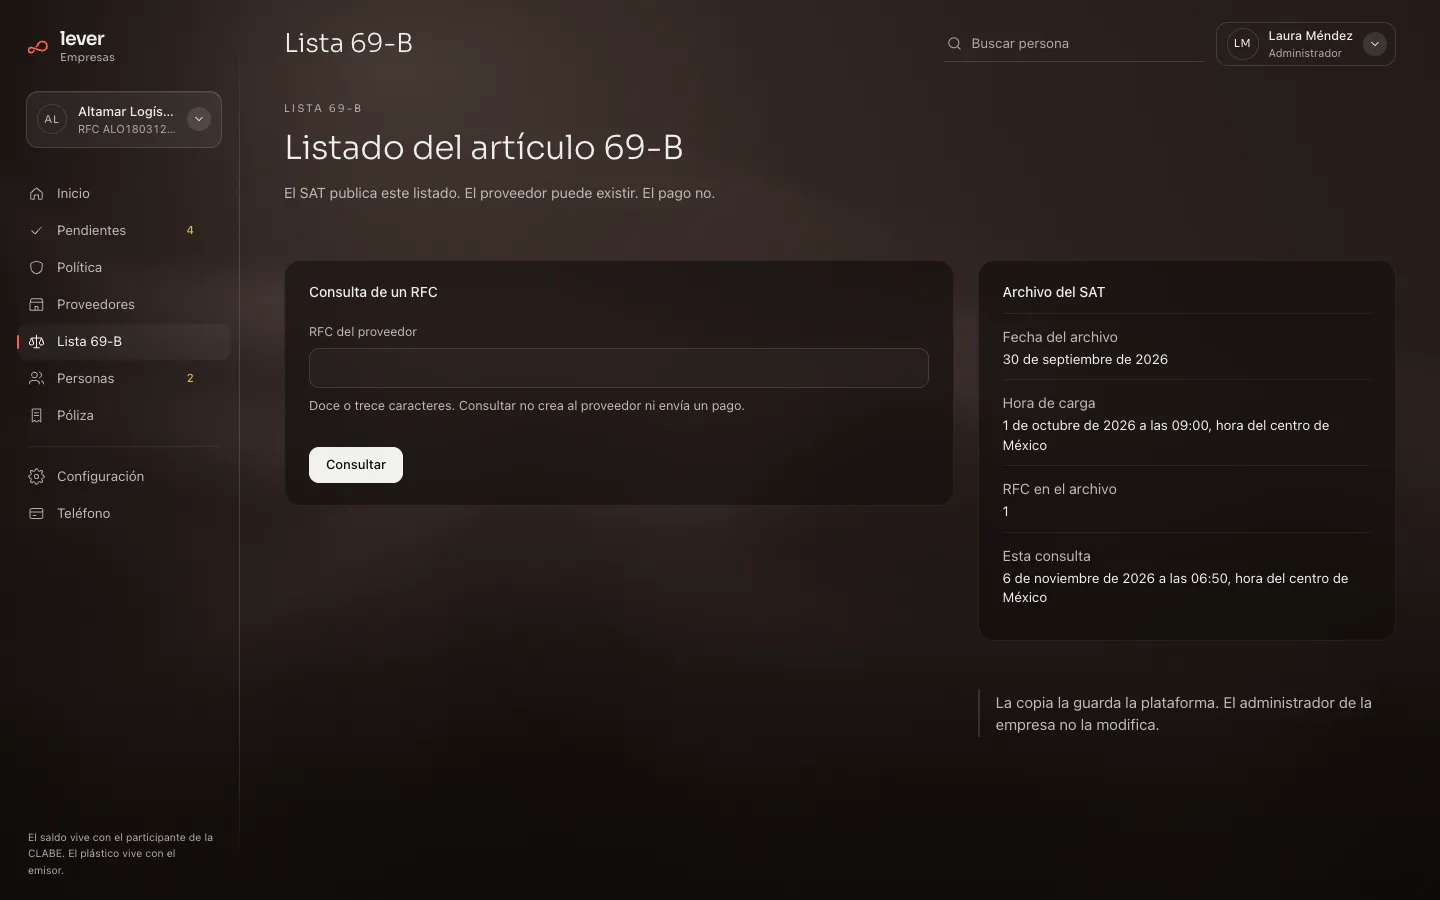 lever
Empresas
AL
Altamar Logís...
RFC ALO180312...
Inicio
Pendientes 4
Política
Proveedores
Lista 69-B
Personas 2
Póliza
Configuración
Teléfono
El saldo vive con el participante de la
CLABE. El plástico vive con el
emisor.
Lista 69-B
Buscar persona
LM
Laura Méndez
Administrador
LISTA 69-B
Listado del artículo 69-B
El SAT publica este listado. El proveedor puede existir. El pago no.
Consulta de un RFC
RFC del proveedor
Doce o trece caracteres. Consultar no crea al proveedor ni envía un pago.
Consultar
Archivo del SAT
Fecha del archivo
30 de septiembre de 2026
Hora de carga
1 de octubre de 2026 a las 09:00, hora del centro de
México
RFC en el archivo
1
Esta consulta
6 de noviembre de 2026 a las 06:50, hora del centro de
México
La copia la guarda la plataforma. El administrador de la
empresa no la modifica.